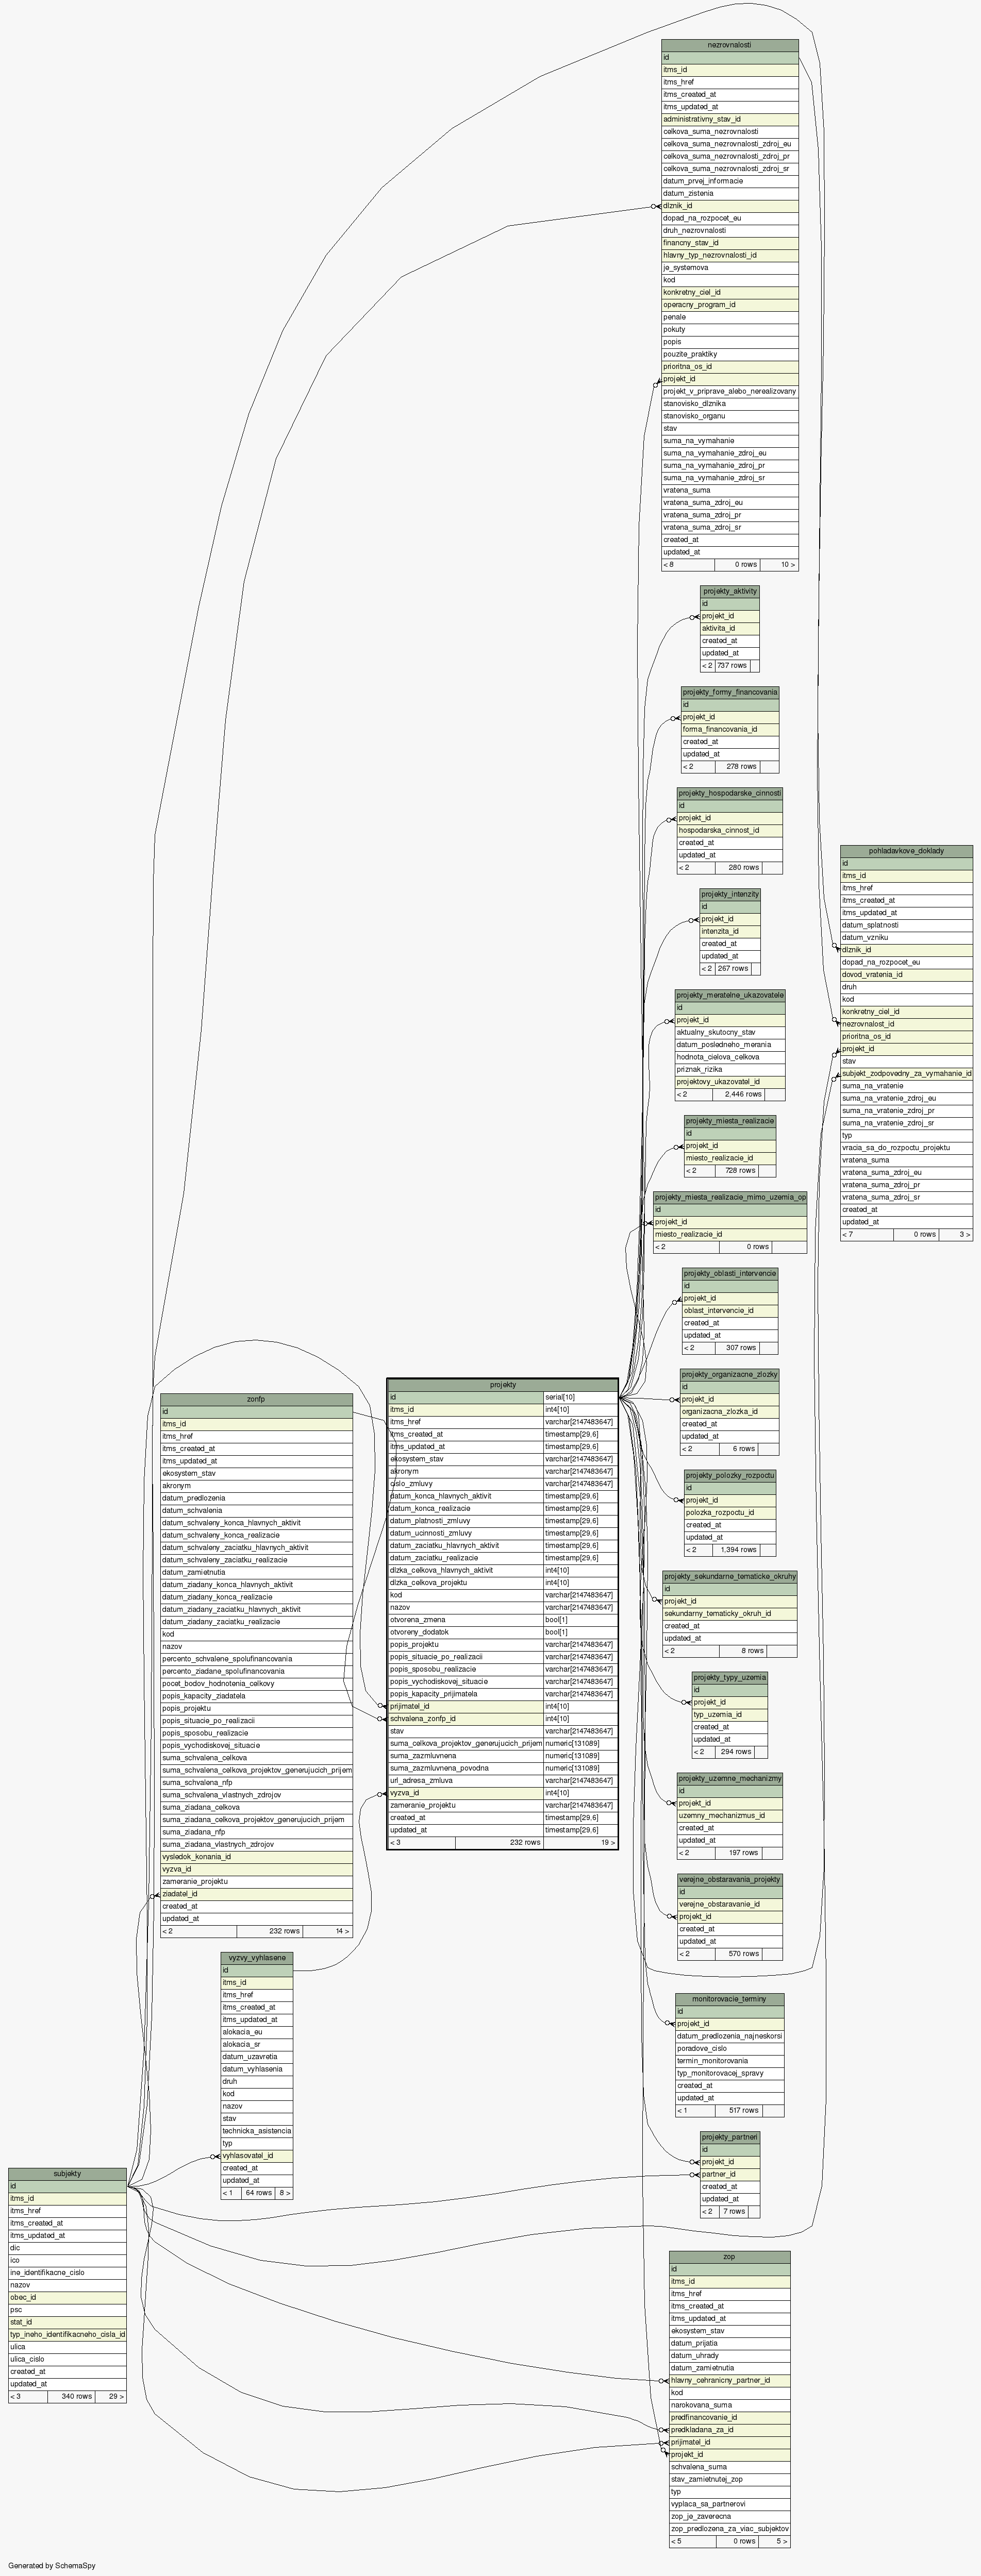 nezrovnalosti
id
itms_id
itms_href
itms_created_at
itms_updated_at
administrativny_stav_id
celkova_suma_nezrovnalosti
celkova_suma_nezrovnalosti_zdroj_eu
celkova_suma_nezrovnalosti_zdroj_pr
celkova_suma_nezrovnalosti_zdroj_sr
datum_prvej_informacie
datum_zistenia
dlznik_id
dopad_na_rozpocet_eu
druh_nezrovnalosti
financny_stav_id
hlavny_typ_nezrovnalosti_id
je_systemova
kod
konkretny_ciel_id
operacny_program_id
penale
pokuty
popis
pouzite_praktiky
prioritna_os_id
projekt_id
projekt_v_priprave_alebo_nerealizovany
stanovisko_dlznika
stanovisko_organu
stav
suma_na_vymahanie
suma_na_vymahanie_zdroj_eu
suma_na_vymahanie_zdroj_pr
suma_na_vymahanie_zdroj_sr
vratena_suma
vratena_suma_zdroj_eu
vratena_suma_zdroj_pr
vratena_suma_zdroj_sr
created_at
updated_at
< 8 0 rows 10 >
projekty_aktivity
id
projekt_id
aktivita_id
created_at
updated_at
< 2 737 rows
projekty_formy_financovania
id
projekt_id
forma_financovania_id
created_at
updated_at
< 2 278 rows
projekty_hospodarske_cinnosti
id
projekt_id
hospodarska_cinnost_id
created_at
updated_at
< 2 280 rows
projekty_intenzity
id
projekt_id
intenzita_id
created_at
updated_at
< 2 267 rows
projekty_meratelne_ukazovatele
id
projekt_id
aktualny_skutocny_stav
datum_posledneho_merania
hodnota_cielova_celkova
priznak_rizika
projektovy_ukazovatel_id
< 2 2,446 rows
projekty_miesta_realizacie
id
projekt_id
miesto_realizacie_id
< 2 728 rows
projekty_miesta_realizacie_mimo_uzemia_op
id
projekt_id
miesto_realizacie_id
< 2 0 rows
projekty_oblasti_intervencie
id
projekt_id
oblast_intervencie_id
created_at
updated_at
< 2 307 rows
projekty_organizacne_zlozky
id
projekt_id
organizacna_zlozka_id
created_at
updated_at
< 2 6 rows
projekty_polozky_rozpoctu
id
projekt_id
polozka_rozpoctu_id
created_at
updated_at
< 2 1,394 rows
projekty_sekundarne_tematicke_okruhy
id
projekt_id
sekundarny_tematicky_okruh_id
created_at
updated_at
< 2 8 rows
projekty_typy_uzemia
id
projekt_id
typ_uzemia_id
created_at
updated_at
< 2 294 rows
projekty_uzemne_mechanizmy
id
projekt_id
uzemny_mechanizmus_id
created_at
updated_at
< 2 197 rows
verejne_obstaravania_projekty
id
verejne_obstaravanie_id
projekt_id
created_at
updated_at
< 2 570 rows
monitorovacie_terminy
id
projekt_id
datum_predlozenia_najneskorsi
poradove_cislo
termin_monitorovania
typ_monitorovacej_spravy
created_at
updated_at
< 1 517 rows
projekty_partneri
id
projekt_id
partner_id
created_at
updated_at
< 2 7 rows
zop
id
itms_id
itms_href
itms_created_at
itms_updated_at
ekosystem_stav
datum_prijatia
datum_uhrady
datum_zamietnutia
hlavny_cehranicny_partner_id
kod
narokovana_suma
predfinancovanie_id
predkladana_za_id
prijimatel_id
projekt_id
schvalena_suma
stav_zamietnutej_zop
typ
vyplaca_sa_partnerovi
zop_je_zaverecna
zop_predlozena_za_viac_subjektov
< 5 0 rows 5 >
pohladavkove_doklady
id
itms_id
itms_href
itms_created_at
itms_updated_at
datum_splatnosti
datum_vzniku
dlznik_id
dopad_na_rozpocet_eu
dovod_vratenia_id
druh
kod
konkretny_ciel_id
nezrovnalost_id
prioritna_os_id
projekt_id
stav
subjekt_zodpovedny_za_vymahanie_id
suma_na_vratenie
suma_na_vratenie_zdroj_eu
suma_na_vratenie_zdroj_pr
suma_na_vratenie_zdroj_sr
typ
vracia_sa_do_rozpoctu_projektu
vratena_suma
vratena_suma_zdroj_eu
vratena_suma_zdroj_pr
vratena_suma_zdroj_sr
created_at
updated_at
< 7 0 rows 3 >
projekty
id serial[10]
itms_id int4[10]
itms_href varchar[2147483647]
itms_created_at timestamp[29,6]
itms_updated_at timestamp[29,6]
ekosystem_stav varchar[2147483647]
akronym varchar[2147483647]
cislo_zmluvy varchar[2147483647]
datum_konca_hlavnych_aktivit timestamp[29,6]
datum_konca_realizacie timestamp[29,6]
datum_platnosti_zmluvy timestamp[29,6]
datum_ucinnosti_zmluvy timestamp[29,6]
datum_zaciatku_hlavnych_aktivit timestamp[29,6]
datum_zaciatku_realizacie timestamp[29,6]
dlzka_celkova_hlavnych_aktivit int4[10]
dlzka_celkova_projektu int4[10]
kod varchar[2147483647]
nazov varchar[2147483647]
otvorena_zmena bool[1]
otvoreny_dodatok bool[1]
popis_projektu varchar[2147483647]
popis_situacie_po_realizacii varchar[2147483647]
popis_sposobu_realizacie varchar[2147483647]
popis_vychodiskovej_situacie varchar[2147483647]
popis_kapacity_prijimatela varchar[2147483647]
prijimatel_id int4[10]
schvalena_zonfp_id int4[10]
stav varchar[2147483647]
suma_celkova_projektov_generujucich_prijem numeric[131089]
suma_zazmluvnena numeric[131089]
suma_zazmluvnena_povodna numeric[131089]
url_adresa_zmluva varchar[2147483647]
vyzva_id int4[10]
zameranie_projektu varchar[2147483647]
created_at timestamp[29,6]
updated_at timestamp[29,6]
< 3 232 rows 19 >
zonfp
id
itms_id
itms_href
itms_created_at
itms_updated_at
ekosystem_stav
akronym
datum_predlozenia
datum_schvalenia
datum_schvaleny_konca_hlavnych_aktivit
datum_schvaleny_konca_realizacie
datum_schvaleny_zaciatku_hlavnych_aktivit
datum_schvaleny_zaciatku_realizacie
datum_zamietnutia
datum_ziadany_konca_hlavnych_aktivit
datum_ziadany_konca_realizacie
datum_ziadany_zaciatku_hlavnych_aktivit
datum_ziadany_zaciatku_realizacie
kod
nazov
percento_schvalene_spolufinancovania
percento_ziadane_spolufinancovania
pocet_bodov_hodnotenia_celkovy
popis_kapacity_ziadatela
popis_projektu
popis_situacie_po_realizacii
popis_sposobu_realizacie
popis_vychodiskovej_situacie
suma_schvalena_celkova
suma_schvalena_celkova_projektov_generujucich_prijem
suma_schvalena_nfp
suma_schvalena_vlastnych_zdrojov
suma_ziadana_celkova
suma_ziadana_celkova_projektov_generujucich_prijem
suma_ziadana_nfp
suma_ziadana_vlastnych_zdrojov
vysledok_konania_id
vyzva_id
zameranie_projektu
ziadatel_id
created_at
updated_at
< 2 232 rows 14 >
vyzvy_vyhlasene
id
itms_id
itms_href
itms_created_at
itms_updated_at
alokacia_eu
alokacia_sr
datum_uzavretia
datum_vyhlasenia
druh
kod
nazov
stav
technicka_asistencia
typ
vyhlasovatel_id
created_at
updated_at
< 1 64 rows 8 >
subjekty
id
itms_id
itms_href
itms_created_at
itms_updated_at
dic
ico
ine_identifikacne_cislo
nazov
obec_id
psc
stat_id
typ_ineho_identifikacneho_cisla_id
ulica
ulica_cislo
created_at
updated_at
< 3 340 rows 29 >
Generated by SchemaSpy